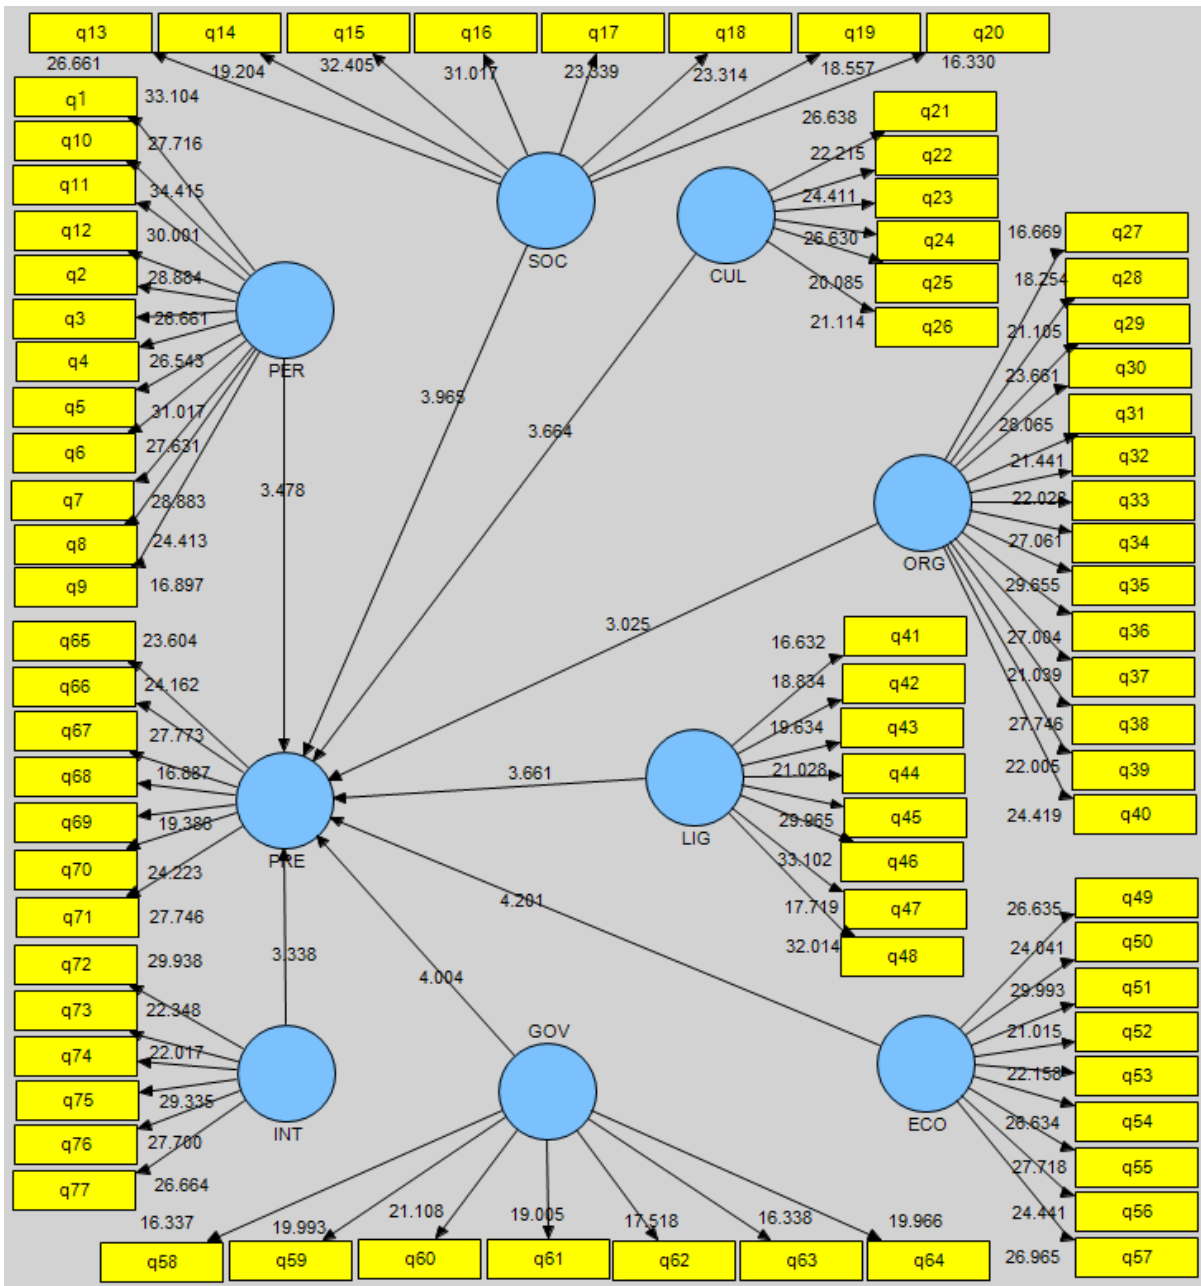 q13 q14 q15 q16 q17 q18 q19 q20
26.661 19.204 32.405 31.017 23.339 23.314 18.557 16.330
SOC
q1 33.104
q10 27.716
q11 34.415
q12 30.001
q2 28.884
q3 28.661
q4 26.543
q5 31.017
q6 27.631
q7 28.883
q8 24.413
q9 16.897
PER
26.638 q21
22.215 q22
24.411 q23
26.630 q24
20.085 q25
21.114 q26
CUL
16.669 q27
18.254 q28
21.105 q29
23.661 q30
28.065 q31
21.441 q32
22.028 q33
27.061 q34
29.655 q35
27.004 q36
21.039 q37
27.746 q38
22.005 q39
24.419 q40
ORG
3.965
3.664
3.478
3.025
3.661
4.201
4.004
3.338
q65 23.604
q66 24.162
q67 27.773
q68 16.887
q69 19.386
q70 24.223
q71 27.746
PRE
16.632 q41
18.834 q42
19.634 q43
21.028 q44
29.965 q45
33.102 q46
17.719 q47
32.014 q48
LIG
q72 29.938
q73 22.348
q74 22.017
q75 29.335
q76 27.700
q77 26.664
INT
26.635 q49
24.041 q50
29.993 q51
21.015 q52
22.158 q53
26.634 q54
27.718 q55
24.441 q56
26.965 q57
ECO
GOV
16.337 19.993 21.108 19.005 17.518 16.338 19.966
q58 q59 q60 q61 q62 q63 q64